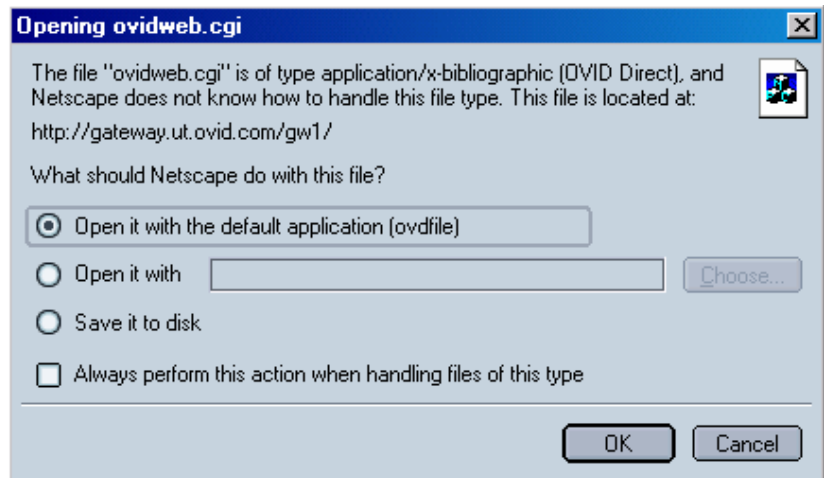 Opening ovidweb.cgi
The file "ovidweb.cgi" is of type application/x-bibliographic (OVID Direct), and
Netscape does not know how to handle this file type. This file is located at:
http://gateway.ut.ovid.com/gw1/
What should Netscape do with this file?
Open it with the default application (ovdfile)
Open it with Choose...
Save it to disk
Always perform this action when handling files of this type
OK Cancel